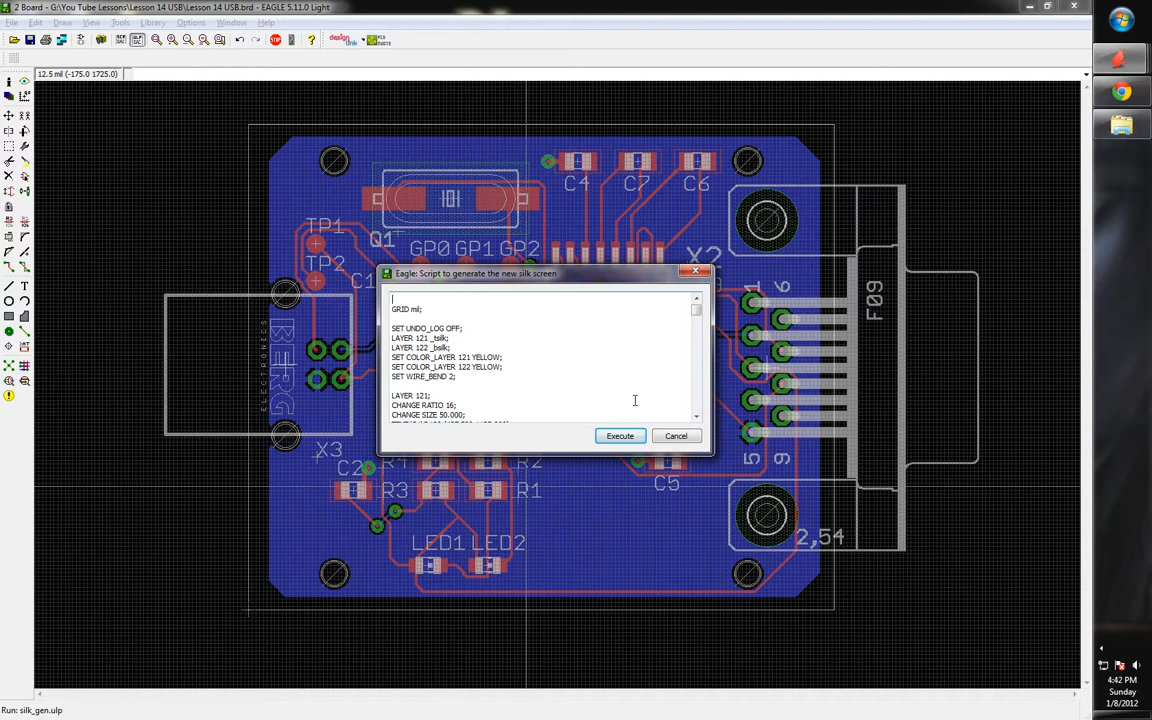 2 Board - G:\You Tube Lessons\Lesson 14 USB\Lesson 14 USB.brd - EAGLE 5.11.0 Light
File Edit Draw View Tools Library Options Window Help
design link
12.5 mil (-175.0 1725.0)
C4 C7 C6
TP1
Q1 GP0 GP1 GP2 X2
TP2
C1
Eagle: Script to generate the new silk screen
GRID mil;
SET UNDO_LOG OFF;
LAYER 121 _tsilk;
LAYER 122 _bsilk;
SET COLOR_LAYER 121 YELLOW;
SET COLOR_LAYER 122 YELLOW;
SET WIRE_BEND 2;
LAYER 121;
CHANGE RATIO 16;
CHANGE SIZE 50.000;
Execute Cancel
1 6
F09
BERG
ELECTRONICS
5 9
X3
C2 R4 R2
R3 R1
C5
LED1 LED2
2,54
Run: silk_gen.ulp
4:42 PM
Sunday
1/8/2012